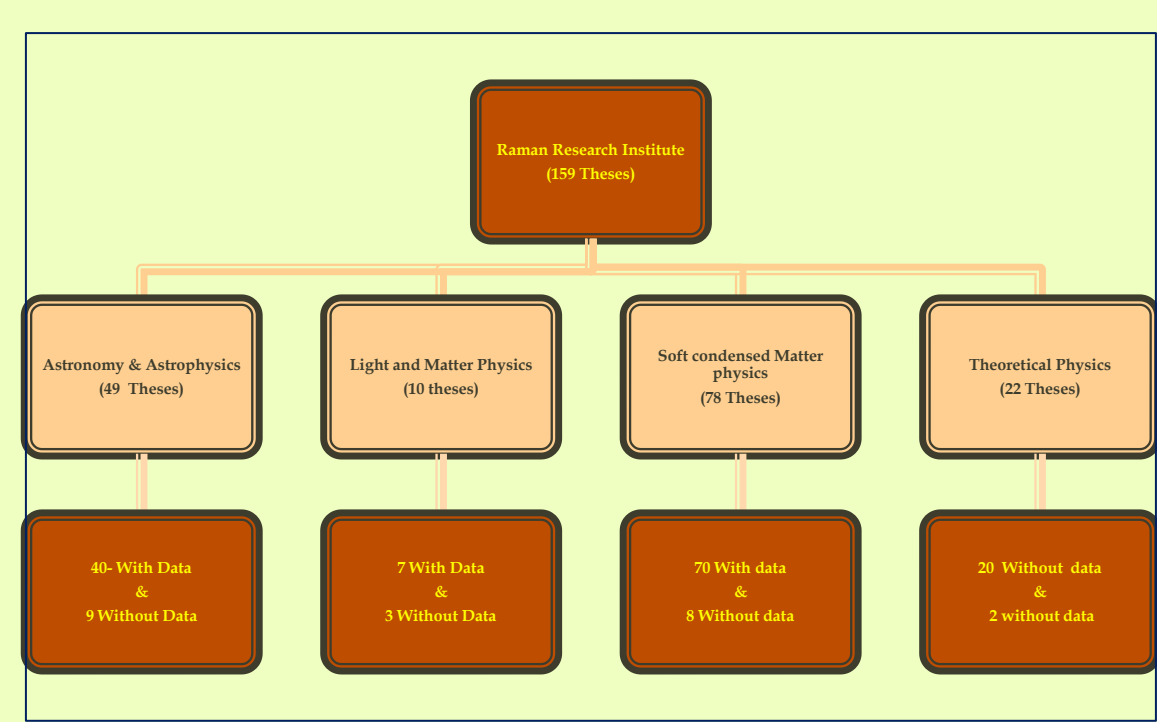 Raman Research Institute
(159 Theses)
Astronomy & Astrophysics
(49 Theses)
Light and Matter Physics
(10 theses)
Soft condensed Matter
physics
(78 Theses)
Theoretical Physics
(22 Theses)
40- With Data
&
9 Without Data
7 With Data
&
3 Without Data
70 With data
&
8 Without data
20 Without data
&
2 without data